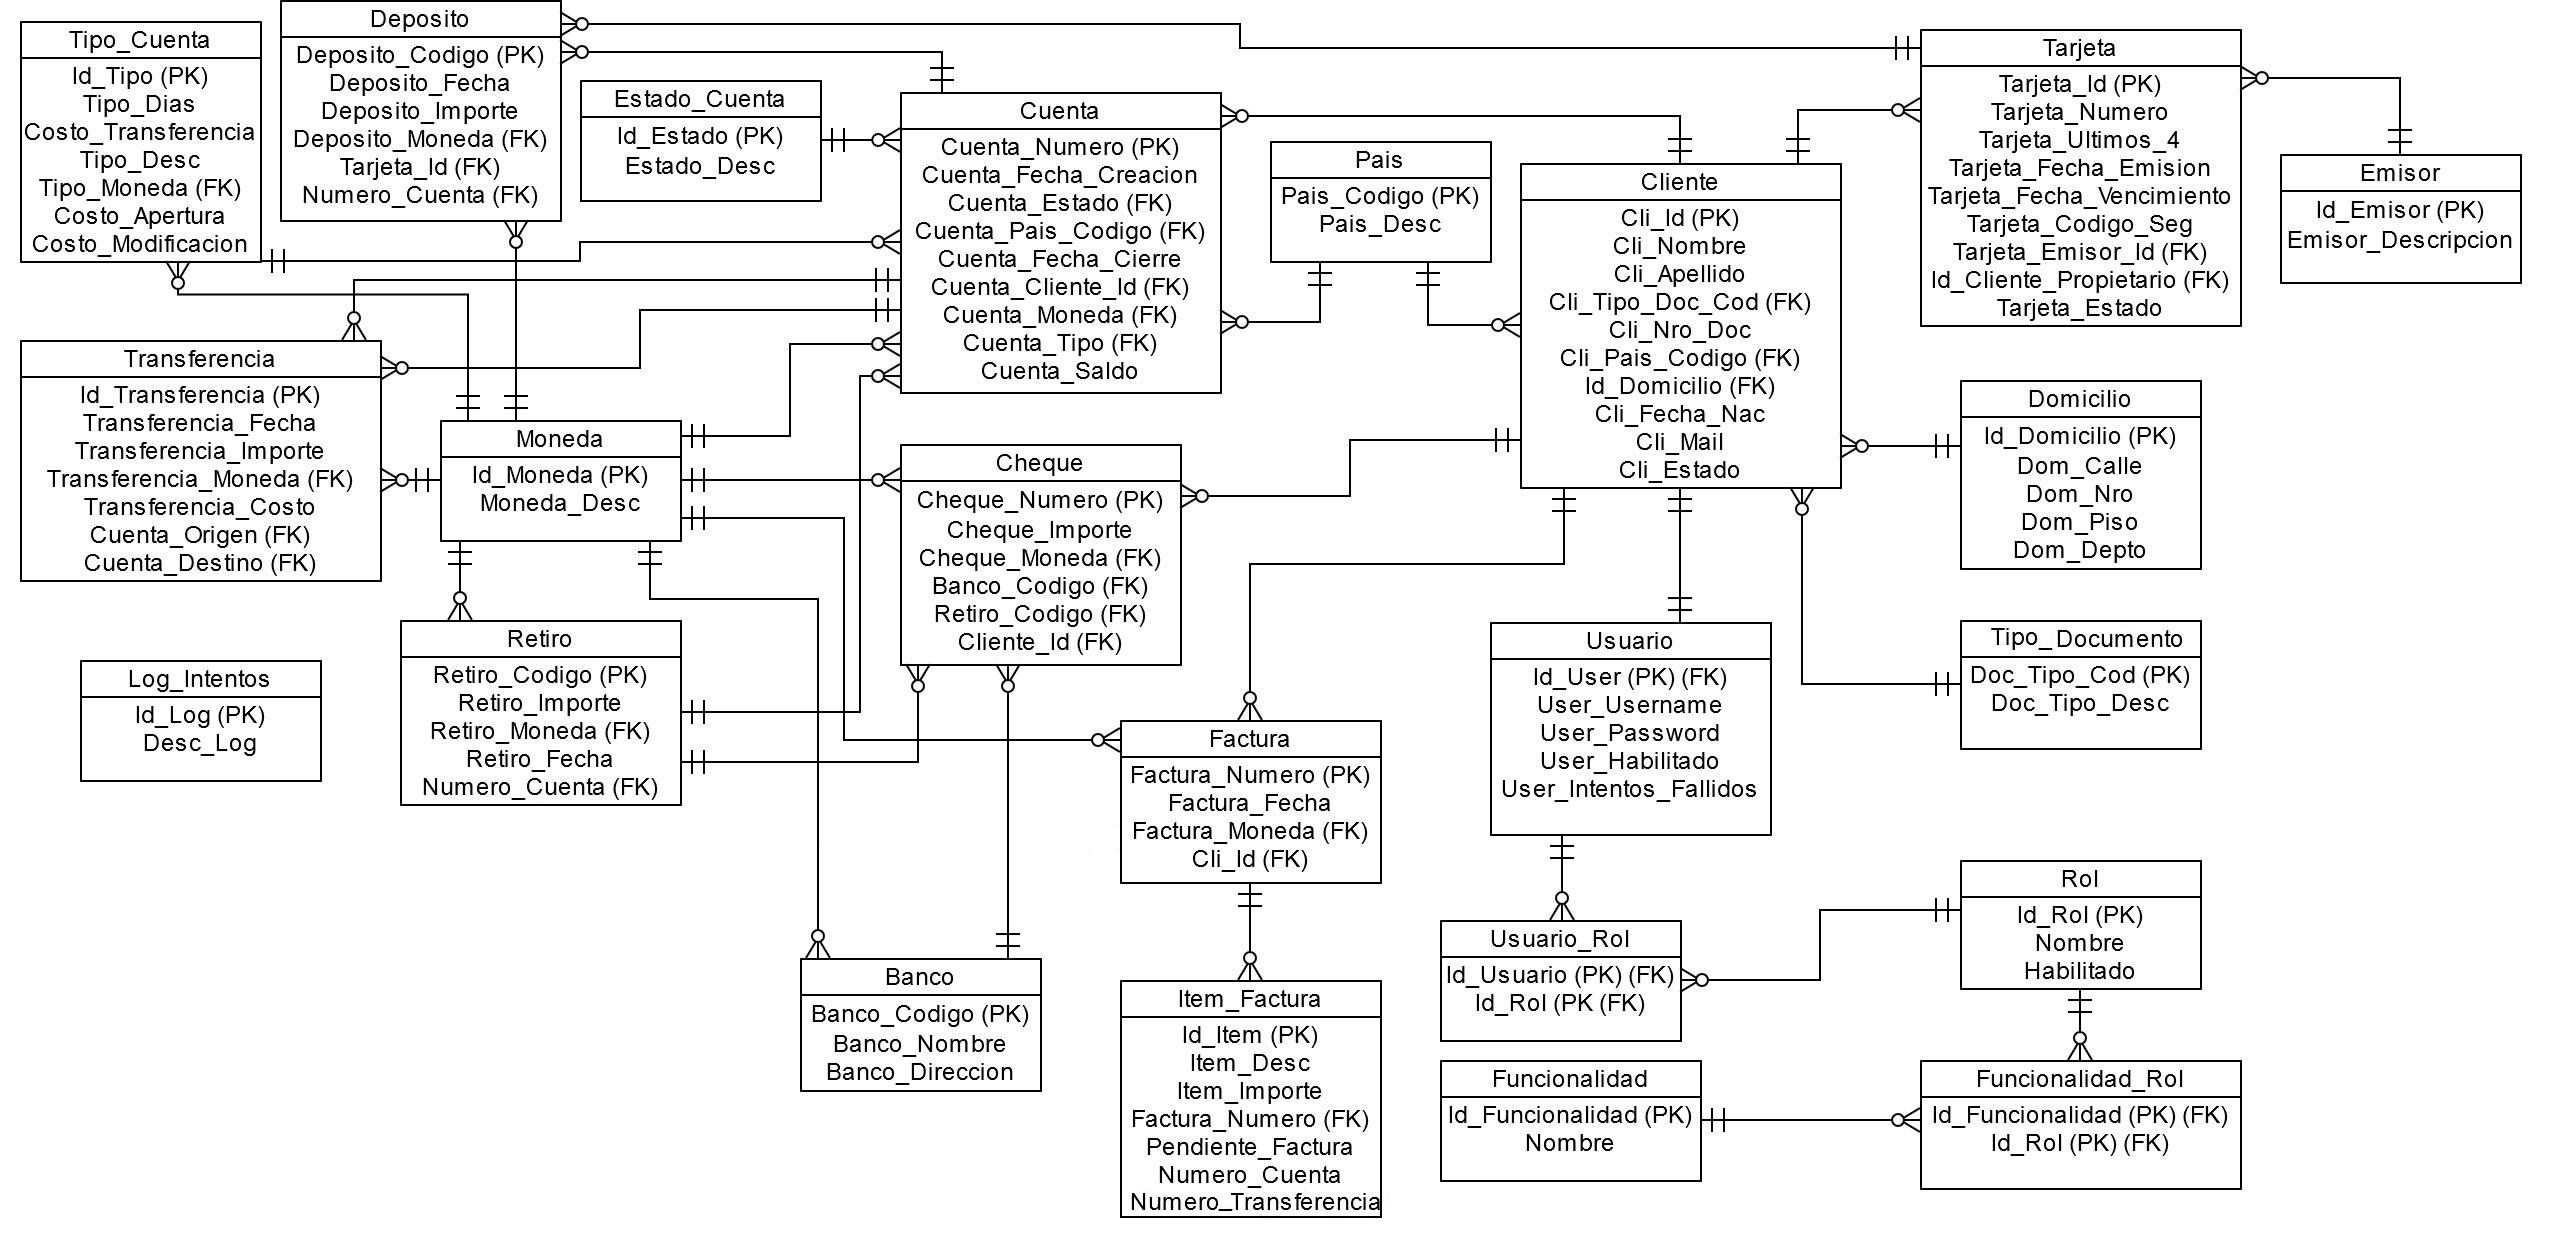 Tipo_Cuenta
Id_Tipo (PK)
Tipo_Dias
Costo_Transferencia
Tipo_Desc
Tipo_Moneda (FK)
Costo_Apertura
Costo_Modificacion
Deposito
Deposito_Codigo (PK)
Deposito_Fecha
Deposito_Importe
Deposito_Moneda (FK)
Tarjeta_Id (FK)
Numero_Cuenta (FK)
Estado_Cuenta
Id_Estado (PK)
Estado_Desc
Cuenta
Cuenta_Numero (PK)
Cuenta_Fecha_Creacion
Cuenta_Estado (FK)
Cuenta_Pais_Codigo (FK)
Cuenta_Fecha_Cierre
Cuenta_Cliente_Id (FK)
Cuenta_Moneda (FK)
Cuenta_Tipo (FK)
Cuenta_Saldo
Pais
Pais_Codigo (PK)
Pais_Desc
Cliente
Cli_Id (PK)
Cli_Nombre
Cli_Apellido
Cli_Tipo_Doc_Cod (FK)
Cli_Nro_Doc
Cli_Pais_Codigo (FK)
Id_Domicilio (FK)
Cli_Fecha_Nac
Cli_Mail
Cli_Estado
Tarjeta
Tarjeta_Id (PK)
Tarjeta_Numero
Tarjeta_Ultimos_4
Tarjeta_Fecha_Emision
Tarjeta_Fecha_Vencimiento
Tarjeta_Codigo_Seg
Tarjeta_Emisor_Id (FK)
Id_Cliente_Propietario (FK)
Tarjeta_Estado
Emisor
Id_Emisor (PK)
Emisor_Descripcion
Transferencia
Id_Transferencia (PK)
Transferencia_Fecha
Transferencia_Importe
Transferencia_Moneda (FK)
Transferencia_Costo
Cuenta_Origen (FK)
Cuenta_Destino (FK)
Moneda
Id_Moneda (PK)
Moneda_Desc
Cheque
Cheque_Numero (PK)
Cheque_Importe
Cheque_Moneda (FK)
Banco_Codigo (FK)
Retiro_Codigo (FK)
Cliente_Id (FK)
Domicilio
Id_Domicilio (PK)
Dom_Calle
Dom_Nro
Dom_Piso
Dom_Depto
Log_Intentos
Id_Log (PK)
Desc_Log
Retiro
Retiro_Codigo (PK)
Retiro_Importe
Retiro_Moneda (FK)
Retiro_Fecha
Numero_Cuenta (FK)
Usuario
Id_User (PK) (FK)
User_Username
User_Password
User_Habilitado
User_Intentos_Fallidos
Tipo_Documento
Doc_Tipo_Cod (PK)
Doc_Tipo_Desc
Factura
Factura_Numero (PK)
Factura_Fecha
Factura_Moneda (FK)
Cli_Id (FK)
Banco
Banco_Codigo (PK)
Banco_Nombre
Banco_Direccion
Item_Factura
Id_Item (PK)
Item_Desc
Item_Importe
Factura_Numero (FK)
Pendiente_Factura
Numero_Cuenta
Numero_Transferencia
Usuario_Rol
Id_Usuario (PK) (FK)
Id_Rol (PK (FK)
Rol
Id_Rol (PK)
Nombre
Habilitado
Funcionalidad
Id_Funcionalidad (PK)
Nombre
Funcionalidad_Rol
Id_Funcionalidad (PK) (FK)
Id_Rol (PK) (FK)